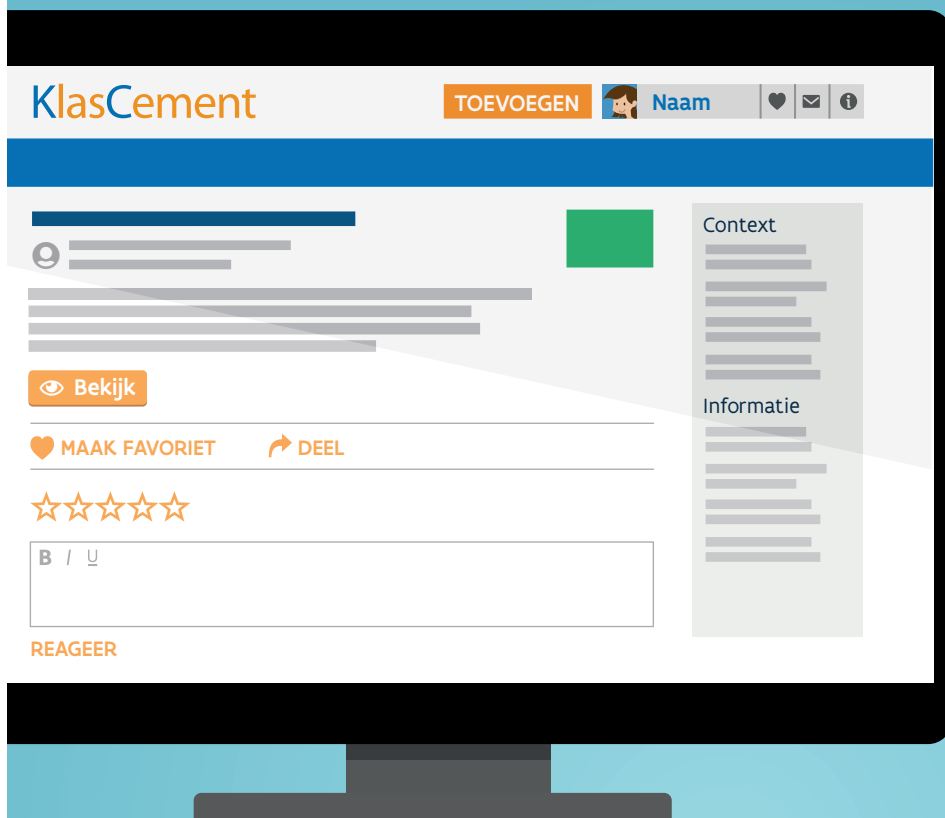 KlasCement
TOEVOEGEN
Naam
Context
Bekijk
Informatie
MAAK FAVORIET
DEEL
B I U
REAGEER